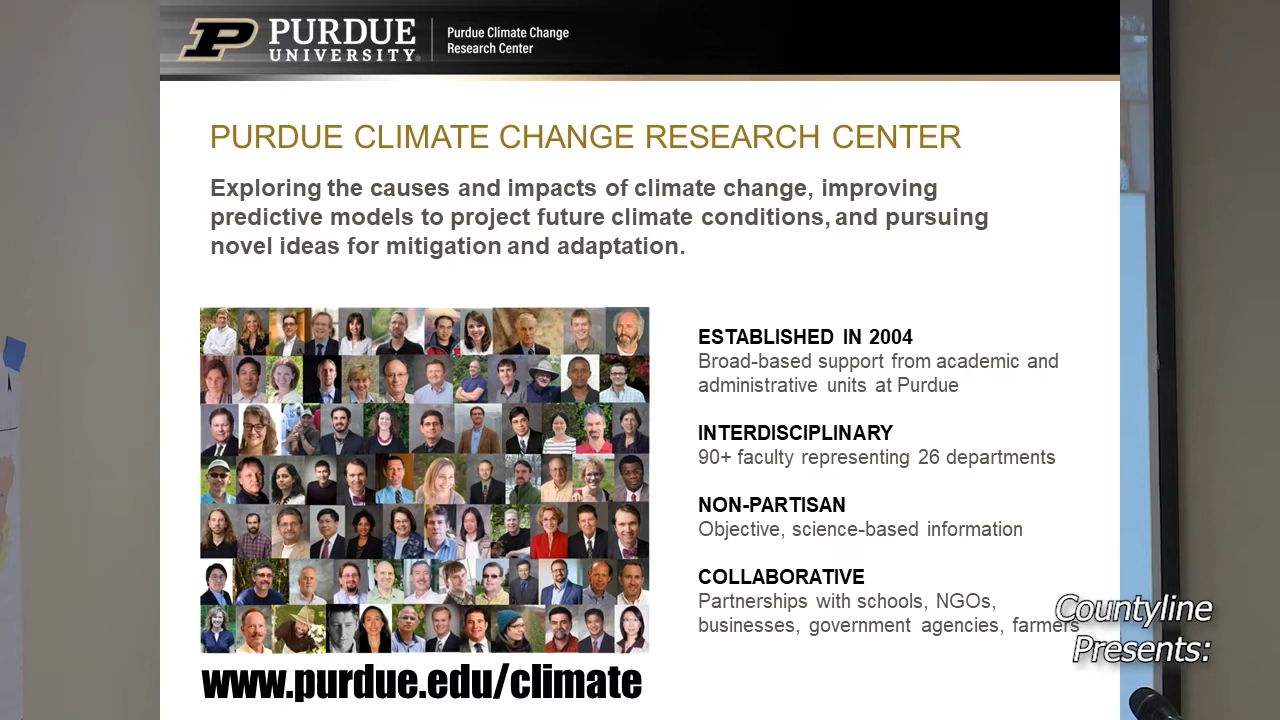 PURDUE
UNIVERSITY
Purdue Climate Change
Research Center
PURDUE CLIMATE CHANGE RESEARCH CENTER
Exploring the causes and impacts of climate change, improving
predictive models to project future climate conditions, and pursuing
novel ideas for mitigation and adaptation.
ESTABLISHED IN 2004
Broad-based support from academic and
administrative units at Purdue
INTERDISCIPLINARY
90+ faculty representing 26 departments
NON-PARTISAN
Objective, science-based information
COLLABORATIVE
Partnerships with schools, NGOs,
businesses, government agencies, farmers
www.purdue.edu/climate
Countyline
Presents: